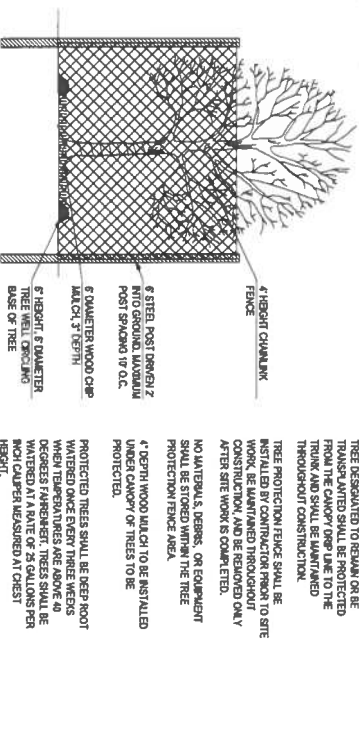 4' HEIGHT CHAINLINK
FENCE
6' STEEL POST DRIVEN 2'
INTO GROUND. MAXIMUM
POST SPACING 10' O.C.
6' DIAMETER WOOD CHIP
MULCH, 3" DEPTH
6" HEIGHT, 6' DIAMETER
TREE WELL CIRCLING
BASE OF TREE
TREE DESIGNATED TO REMAIN OR BE
TRANSPLANTED SHALL BE PROTECTED
FROM THE CANOPY DRIP LINE TO THE
TRUNK AND SHALL BE MAINTAINED
THROUGHOUT CONSTRUCTION.
TREE PROTECTION FENCE SHALL BE
INSTALLED BY CONTRACTOR PRIOR TO SITE
WORK, BE MAINTAINED THROUGHOUT
CONSTRUCTION, AND BE REMOVED ONLY
AFTER SITE WORK IS COMPLETED.
NO MATERIALS, DEBRIS, OR EQUIPMENT
SHALL BE STORED WITHIN THE TREE
PROTECTION FENCE AREA.
4" DEPTH WOOD MULCH TO BE INSTALLED
UNDER CANOPY OF TREES TO BE
PROTECTED.
PROTECTED TREES SHALL BE DEEP ROOT
WATERED ONCE EVERY THREE WEEKS
WHEN TEMPERATURES ARE ABOVE 40
DEGREES FAHRENHEIT. TREES SHALL BE
WATERED AT A RATE OF 25 GALLONS PER
INCH CALIPER MEASURED AT CHEST
HEIGHT.